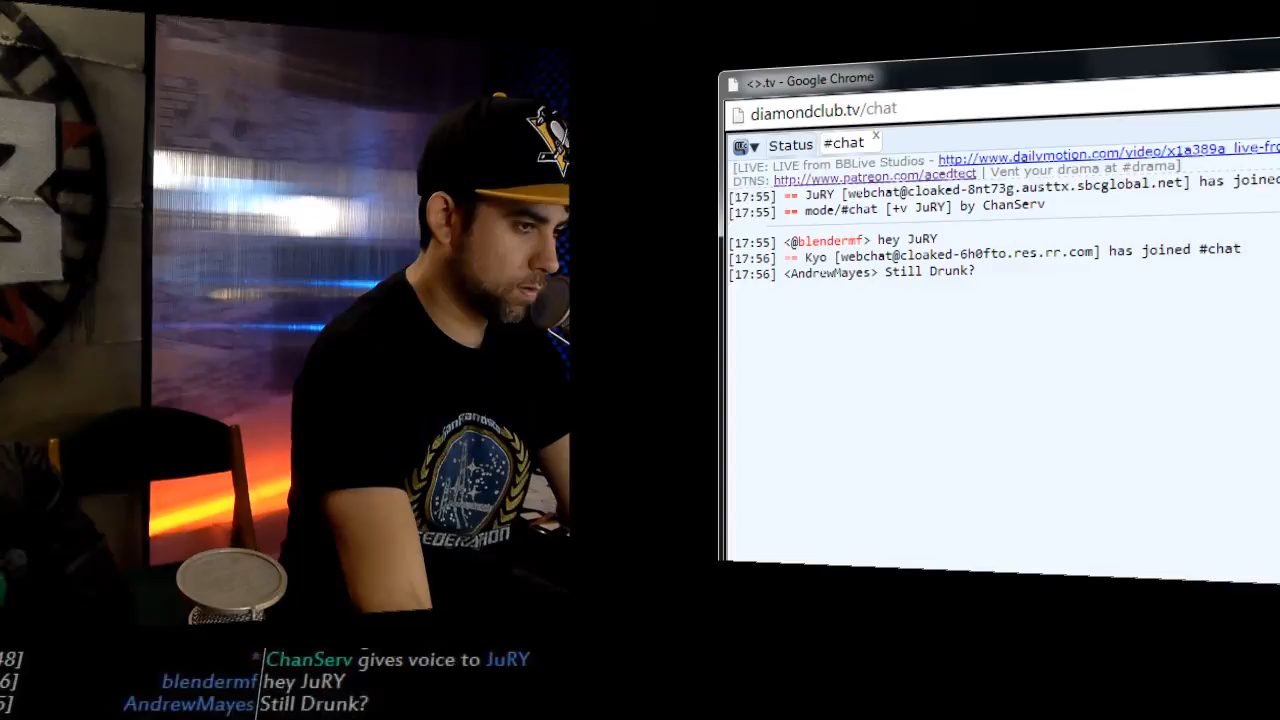 <>.tv - Google Chrome
diamondclub.tv/chat
Status #chat x
[LIVE: LIVE from BBLive Studios - http://www.dailymotion.com/video/x1a389a_live-fro
DTNS: http://www.patreon.com/acedtect | Vent your drama at #drama]
[17:55] == JuRY [webchat@cloaked-8nt73g.austtx.sbcglobal.net] has joined
[17:55] == mode/#chat [+v JuRY] by ChanServ
[17:55] <@blendermf> hey JuRY
[17:56] == Kyo [webchat@cloaked-6h0fto.res.rr.com] has joined #chat
[17:56] <AndrewMayes> Still Drunk?
SanFrancisco
FEDERATION
48] * ChanServ gives voice to JuRY
6] blendermf hey JuRY
5] AndrewMayes Still Drunk?